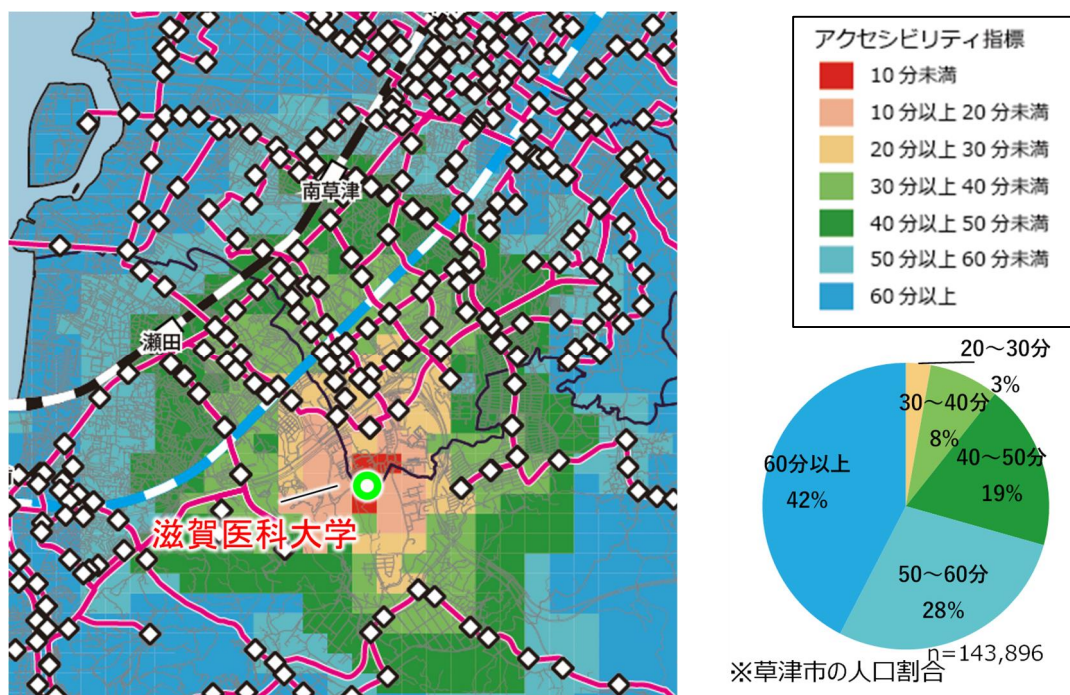 南草津
瀬田
滋賀医科大学
アクセシビリティ指標
10分未満
10分以上20分未満
20分以上30分未満
30分以上40分未満
40分以上50分未満
50分以上60分未満
60分以上
20～30分
3%
30～40分
8%
40～50分
19%
50～60分
28%
60分以上
42%
n=143,896
※草津市の人口割合